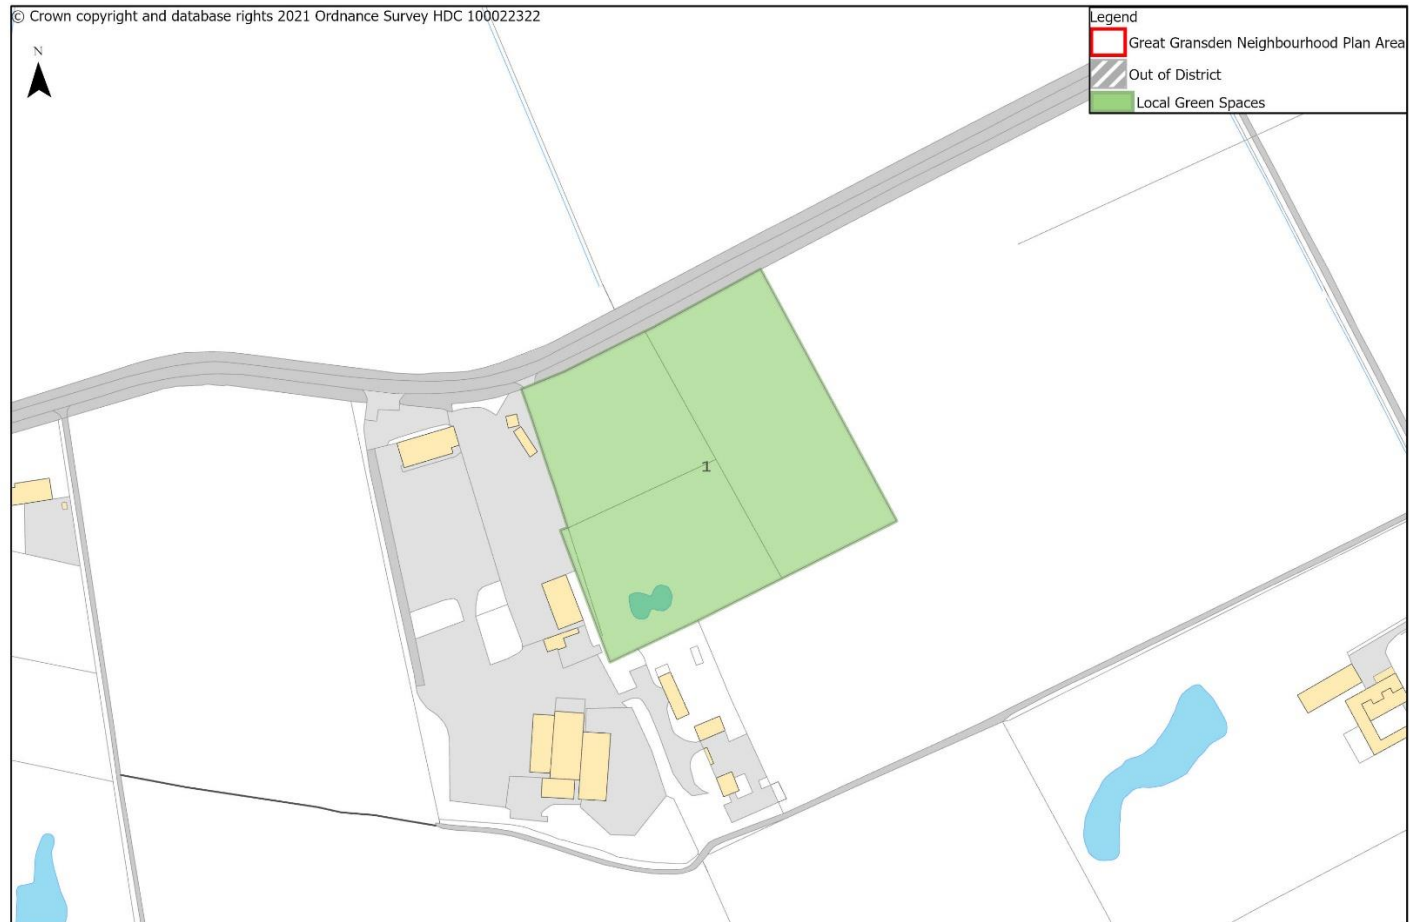 © Crown copyright and database rights 2021 Ordnance Survey HDC 100022322
N
Legend
Great Gransden Neighbourhood Plan Area
Out of District
Local Green Spaces
1